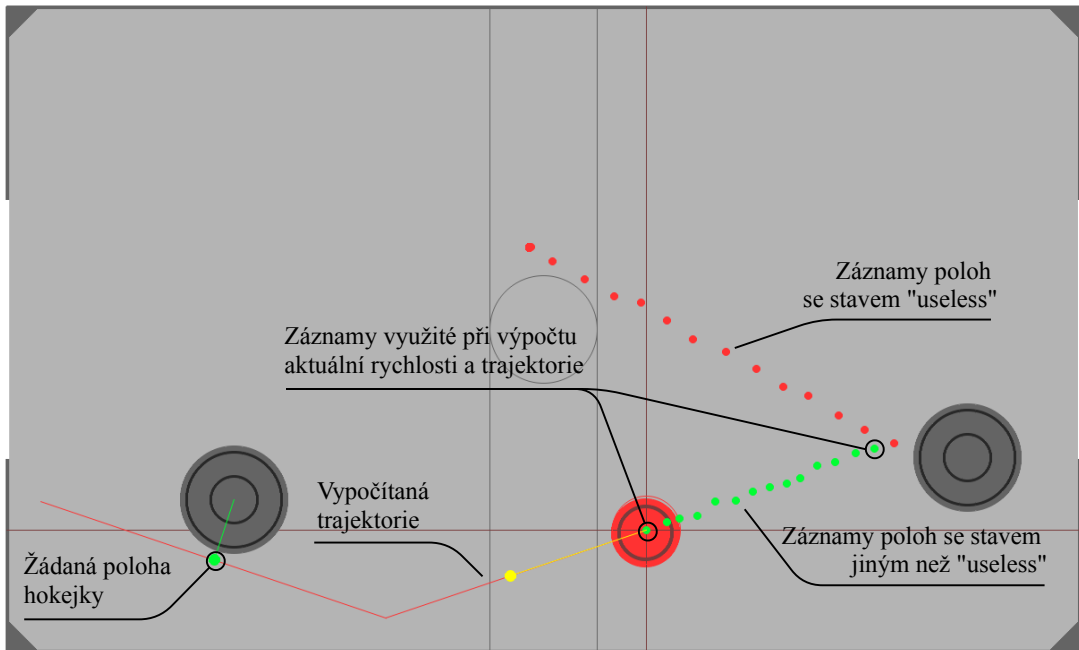 Záznamy poloh
se stavem "useless"
Záznamy využité při výpočtu
aktuální rychlosti a trajektorie
Vypočítaná
trajektorie
Žádaná poloha
hokejky
Záznamy poloh se stavem
jiným než "useless"